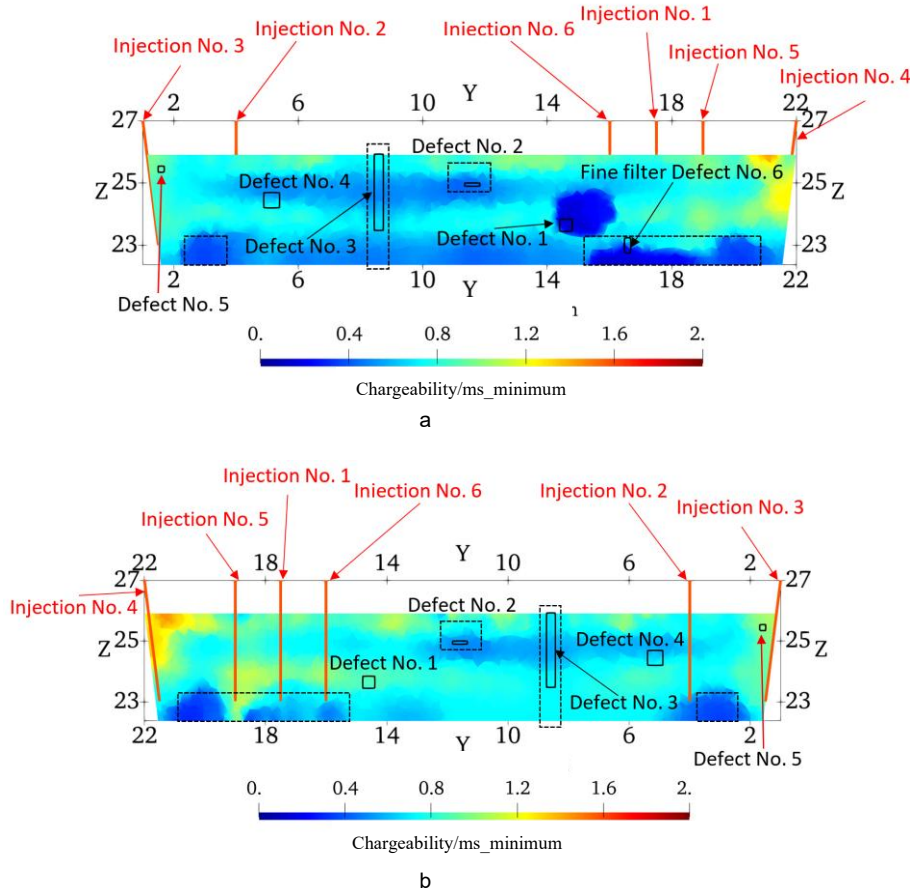 Injection No. 3
Injection No. 2
Injection No. 6
Injection No. 1
Injection No. 5
Injection No. 4
2 6 10 Y 14 18 22
27 27
Z 25 25 Z
23 23
Defect No. 2
Defect No. 4
Fine filter Defect No. 6
Defect No. 3
Defect No. 1
2 6 10 Y 14 18 22
Defect No. 5
0. 0.4 0.8 1.2 1.6 2.
Chargeability/ms_minimum
a
Injection No. 1
Injection No. 5
Iniection No. 6
Injection No. 2
Injection No. 3
22 18 14 Y 10 6 2
27 27
Injection No. 4
Z 25 25 Z
23 23
Defect No. 2
Defect No. 4
Defect No. 1
Defect No. 3
22 18 14 Y 10 6 2
Defect No. 5
0. 0.4 0.8 1.2 1.6 2.
Chargeability/ms_minimum
b